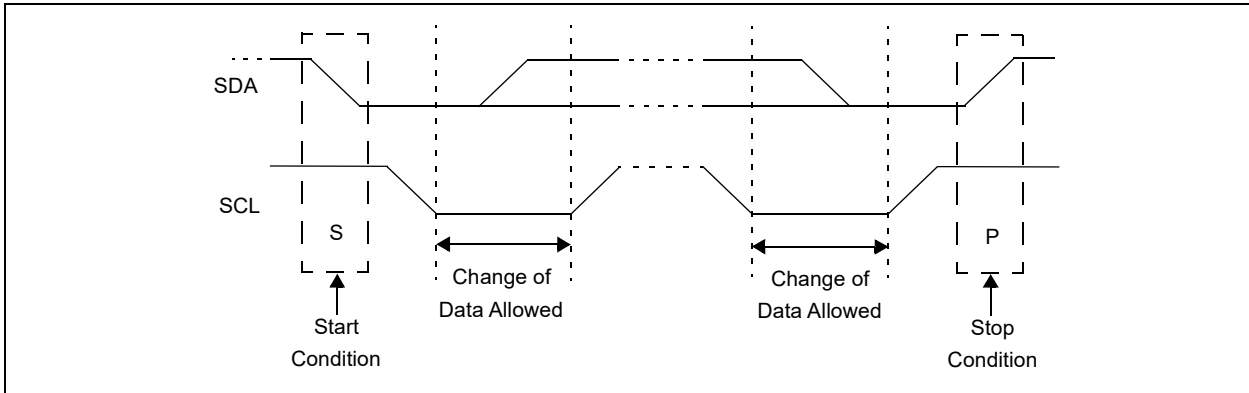 SDA
SCL
S
P
Change of
Data Allowed
Change of
Data Allowed
Start
Condition
Stop
Condition